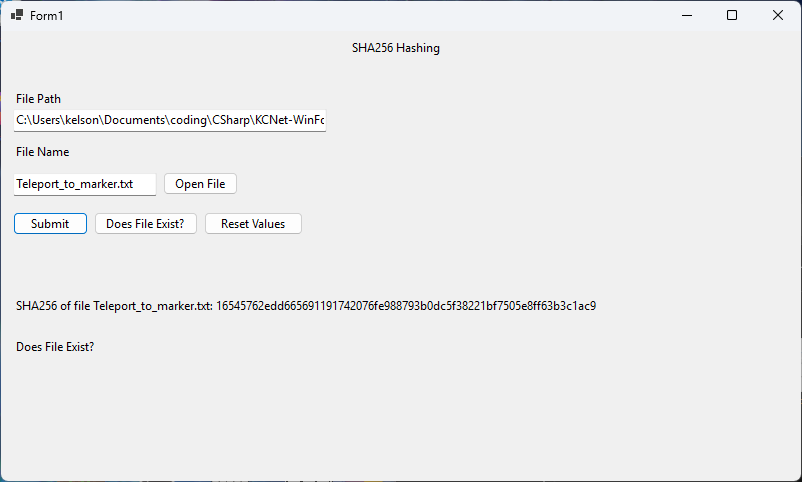 Form1
SHA256 Hashing
File Path
C:\Users\kelson\Documents\coding\CSharp\KCNet-WinFo
File Name
Teleport_to_marker.txt Open File
Submit Does File Exist? Reset Values
SHA256 of file Teleport_to_marker.txt: 16545762edd665691191742076fe988793b0dc5f38221bf7505e8ff63b3c1ac9
Does File Exist?